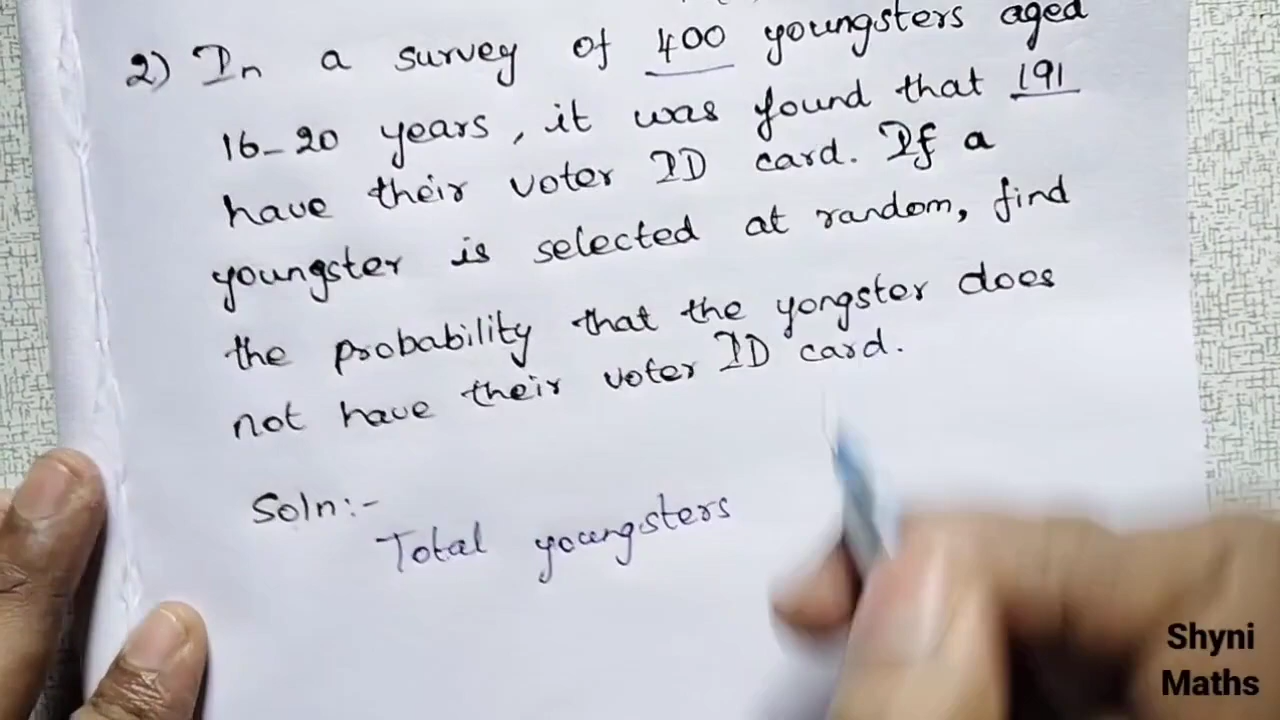 2) In a survey of 400 youngsters aged
16-20 years, it was found that 191
have their voter ID card. If a
youngster is selected at random, find
the probability that the yongster does
not have their voter ID card.
Soln:-
Total youngsters
Shyni
Maths